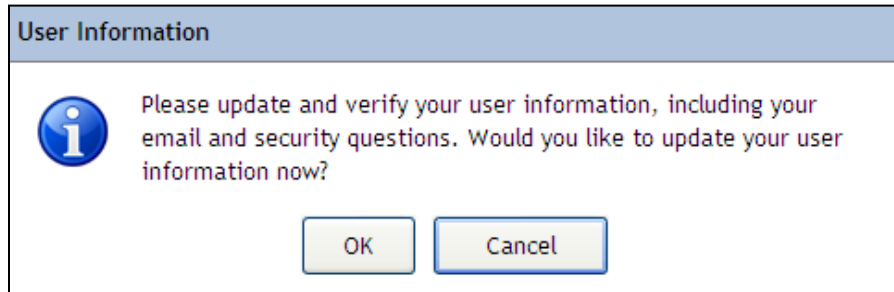 User Information
Please update and verify your user information, including your
email and security questions. Would you like to update your user
information now?
OK Cancel